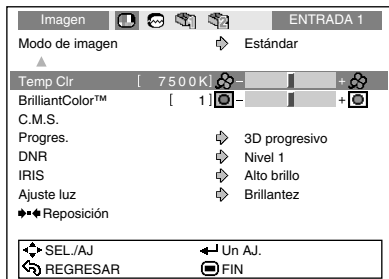 Imagen ENTRADA 1
Modo de imagen Estándar
Temp Clr [ 7500K] – +
BrilliantColor™ [ 1] – +
C.M.S.
Progres. 3D progresivo
DNR Nivel 1
IRIS Alto brillo
Ajuste luz Brillantez
Reposición
SEL./AJ Un AJ.
REGRESAR FIN